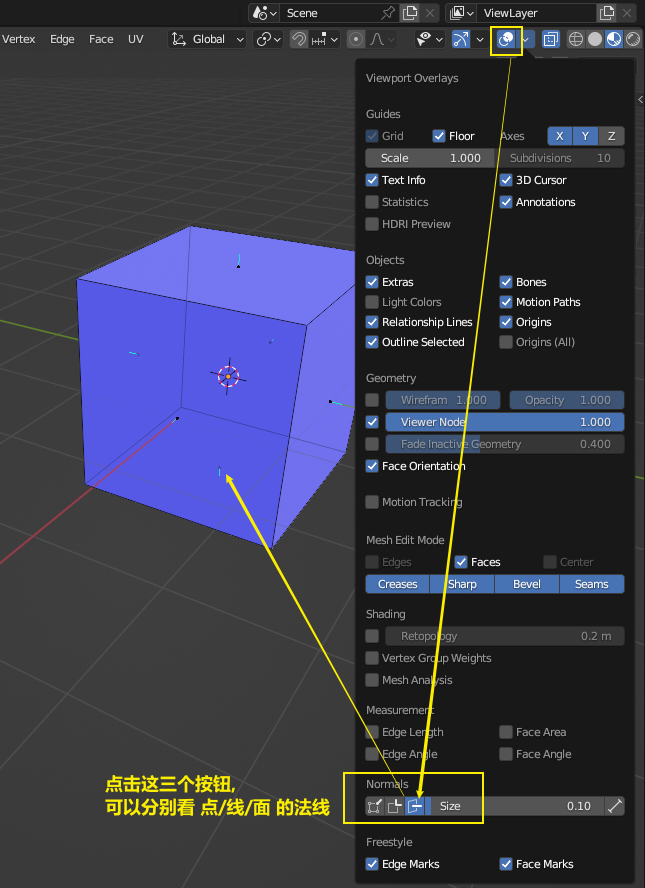 Scene ViewLayer
Vertex Edge Face UV Global
Viewport Overlays
Guides
Grid Floor Axes X Y Z
Scale 1.000 Subdivisions 10
Text Info 3D Cursor
Statistics Annotations
HDRI Preview
Objects
Extras Bones
Light Colors Motion Paths
Relationship Lines Origins
Outline Selected Origins (All)
Geometry
Wirefram 1.000 Opacity 1.000
Viewer Node 1.000
Fade Inactive Geometry 0.400
Face Orientation
Motion Tracking
Mesh Edit Mode
Edges Faces Center
Creases Sharp Bevel Seams
Shading
Retopology 0.2 m
Vertex Group Weights
Mesh Analysis
Measurement
Edge Length Face Area
Edge Angle Face Angle
Normals
点击这三个按钮,
可以分别看 点/线/面 的法线
Size 0.10
Freestyle
Edge Marks Face Marks